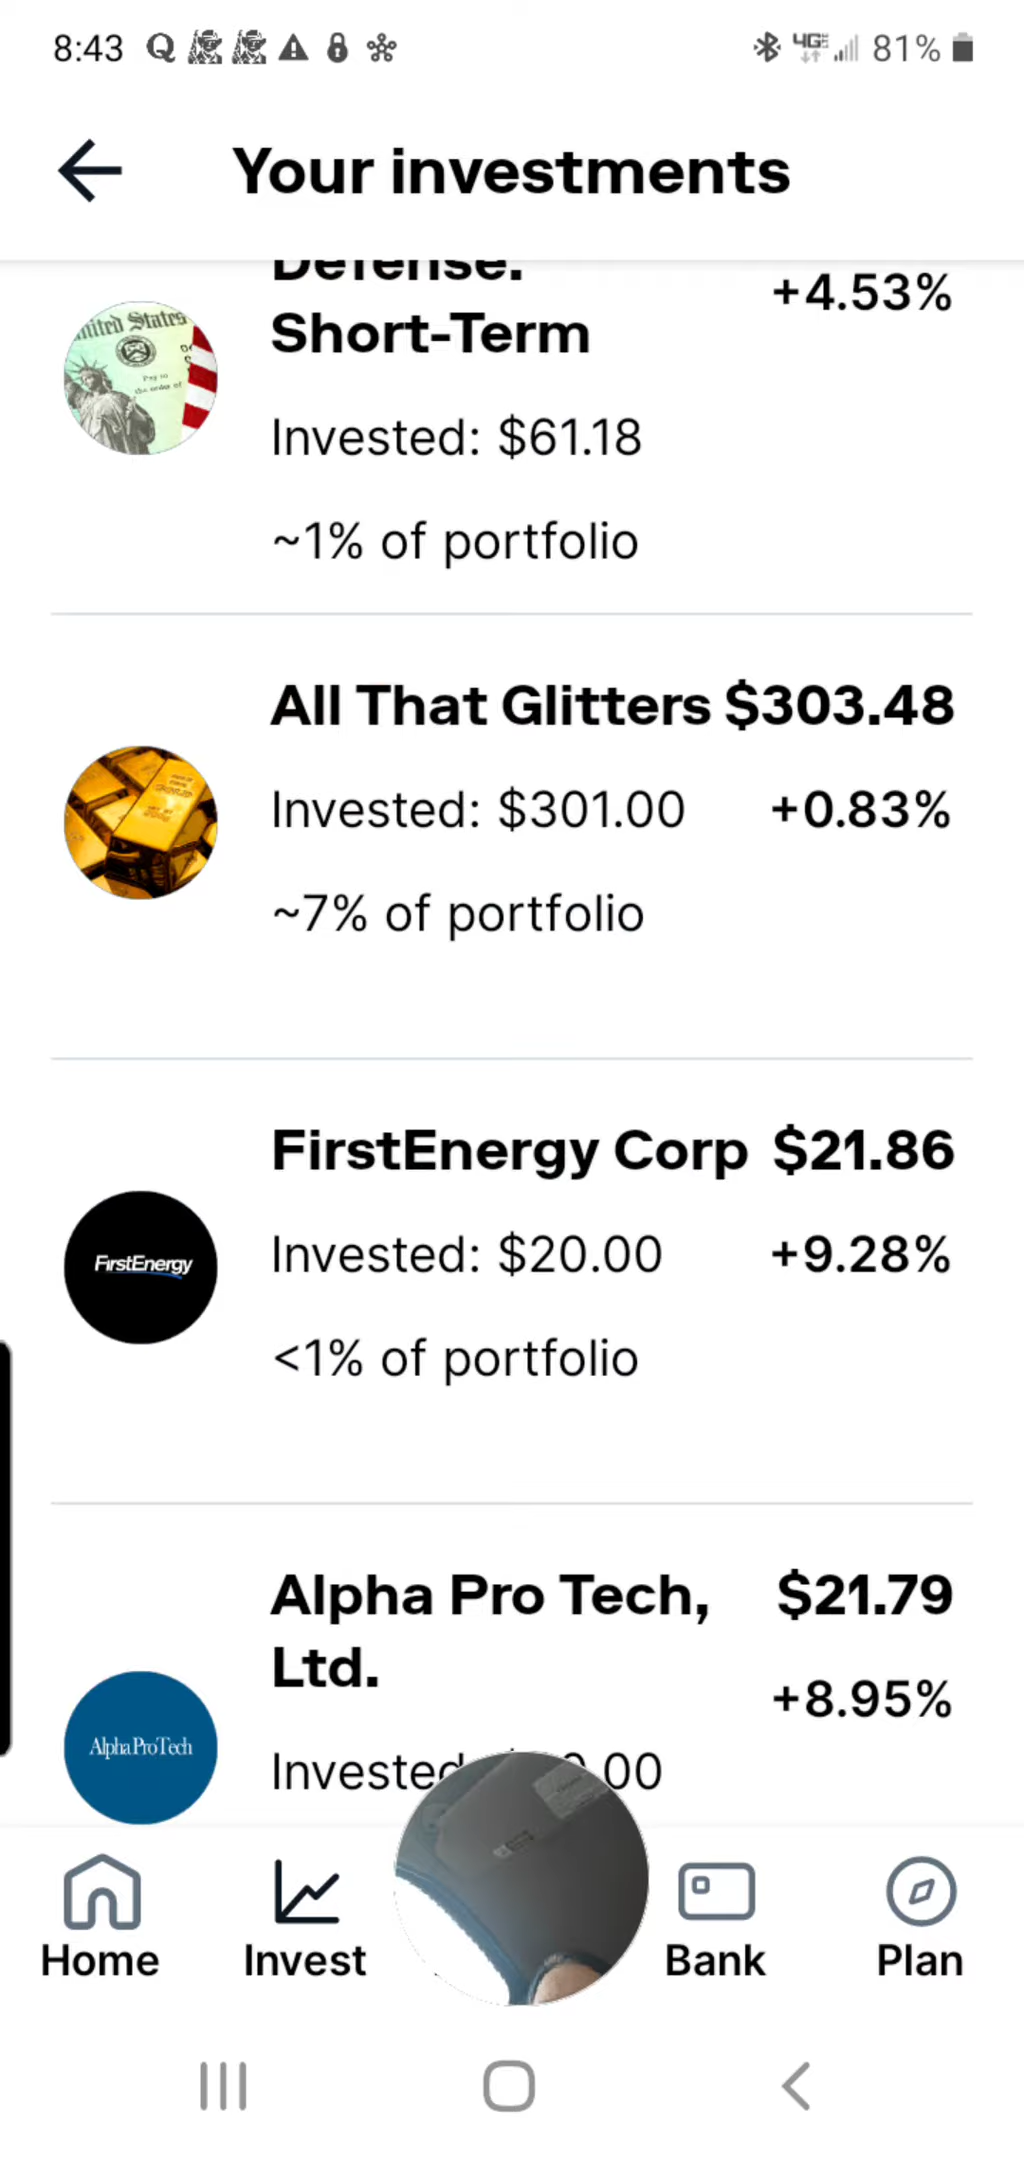 8:43 81%
Your investments
Defense:
Short-Term
+4.53%
Invested: $61.18
~1% of portfolio
All That Glitters $303.48
Invested: $301.00 +0.83%
~7% of portfolio
FirstEnergy Corp $21.86
FirstEnergy
Invested: $20.00 +9.28%
<1% of portfolio
Alpha Pro Tech, $21.79
Ltd.
+8.95%
AlphaProTech
Invested .00
Home Invest Bank Plan